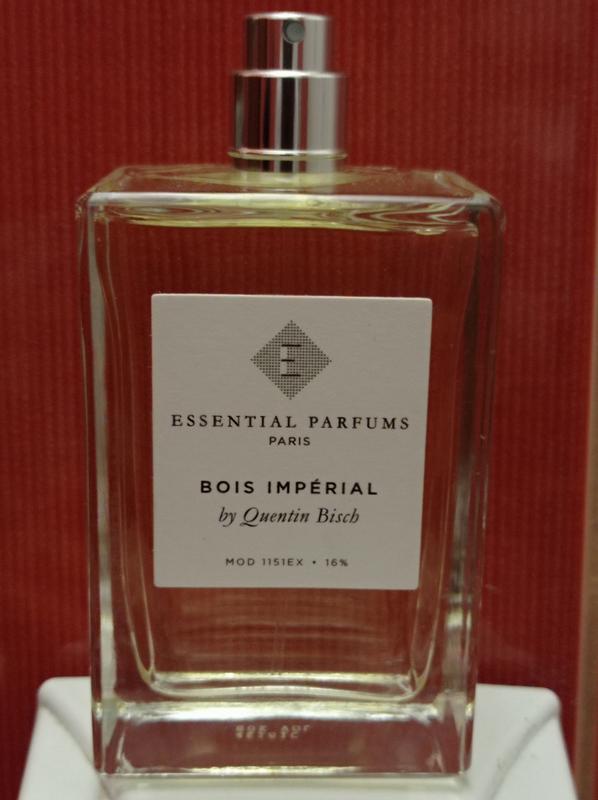 E
ESSENTIAL PARFUMS
PARIS
BOIS IMPÉRIAL
by Quentin Bisch
MOD 1151EX • 16%